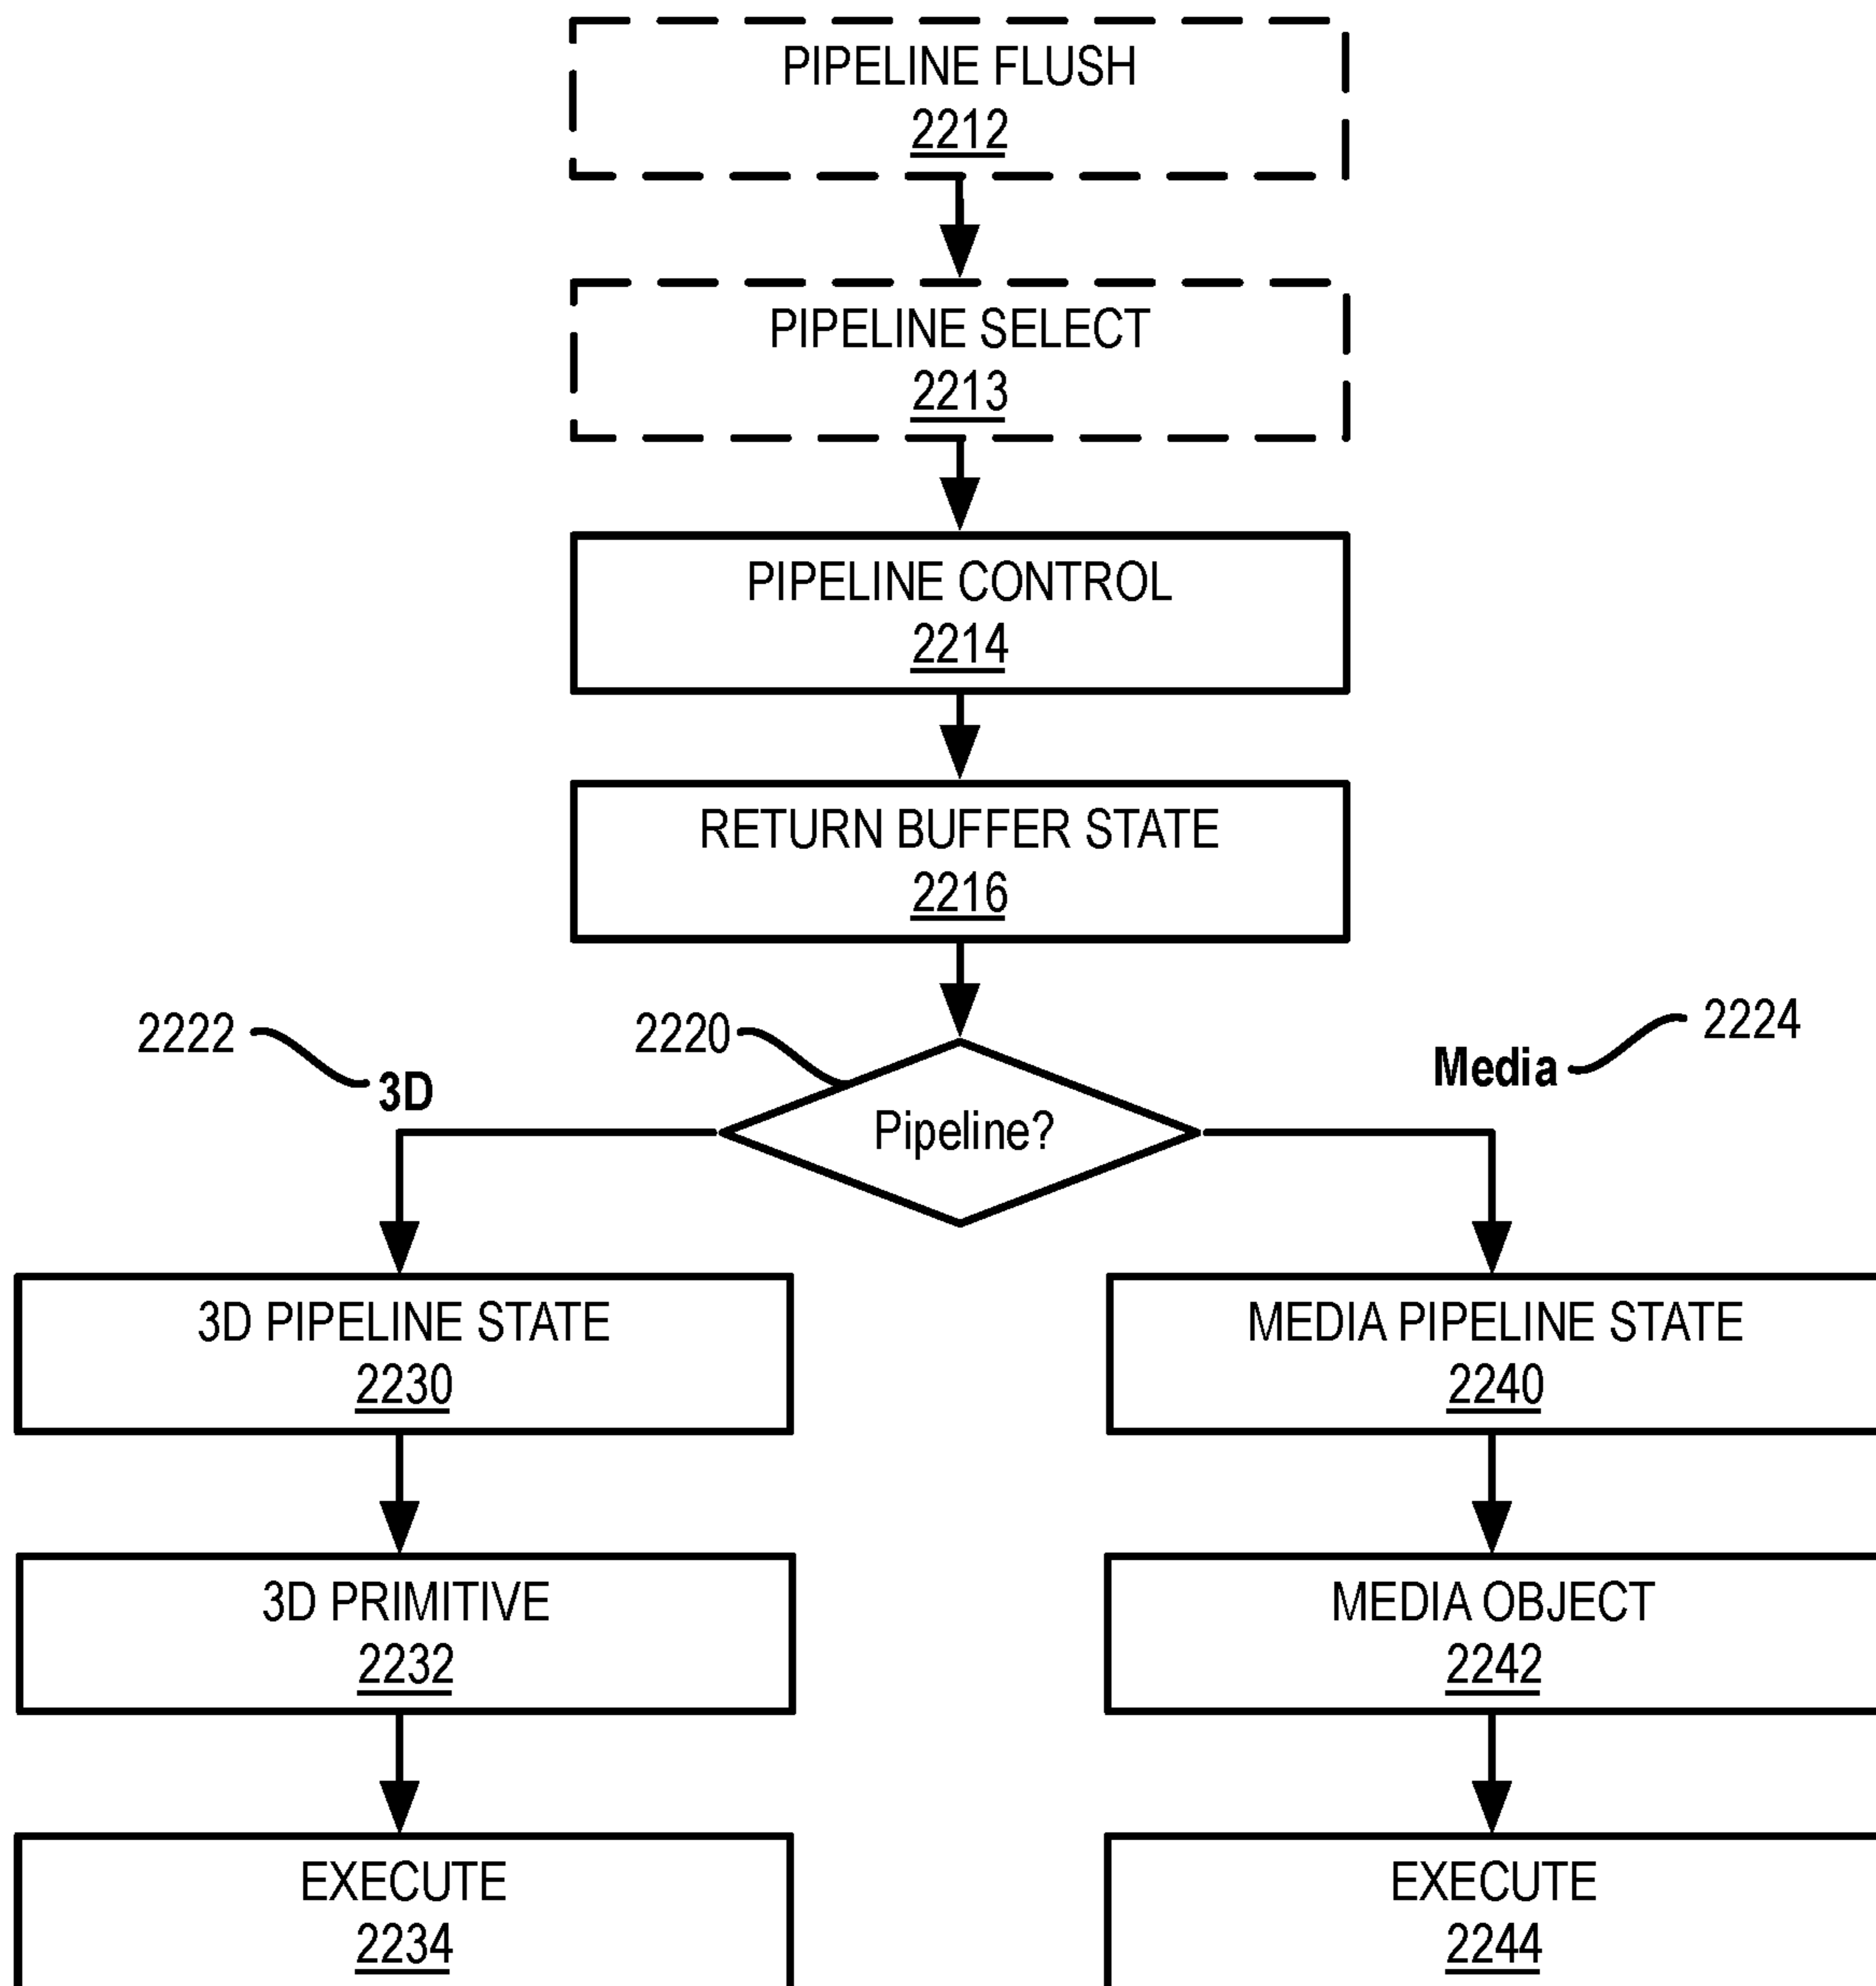 PIPELINE FLUSH
2212
PIPELINE SELECT
2213
PIPELINE CONTROL
2214
RETURN BUFFER STATE
2216
2222
2220
2224
3D
Media
Pipeline?
3D PIPELINE STATE
2230
MEDIA PIPELINE STATE
2240
3D PRIMITIVE
2232
MEDIA OBJECT
2242
EXECUTE
2234
EXECUTE
2244